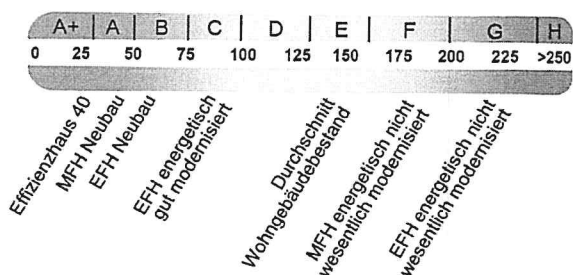 A+ A B C D E F G H
0 25 50 75 100 125 150 175 200 225 >250
Effizienzhaus 40
MFH Neubau
EFH Neubau
EFH energetisch
gut modernisiert
Durchschnitt
Wohngebäudebestand
MFH energetisch nicht
wesentlich modernisiert
EFH energetisch nicht
wesentlich modernisiert